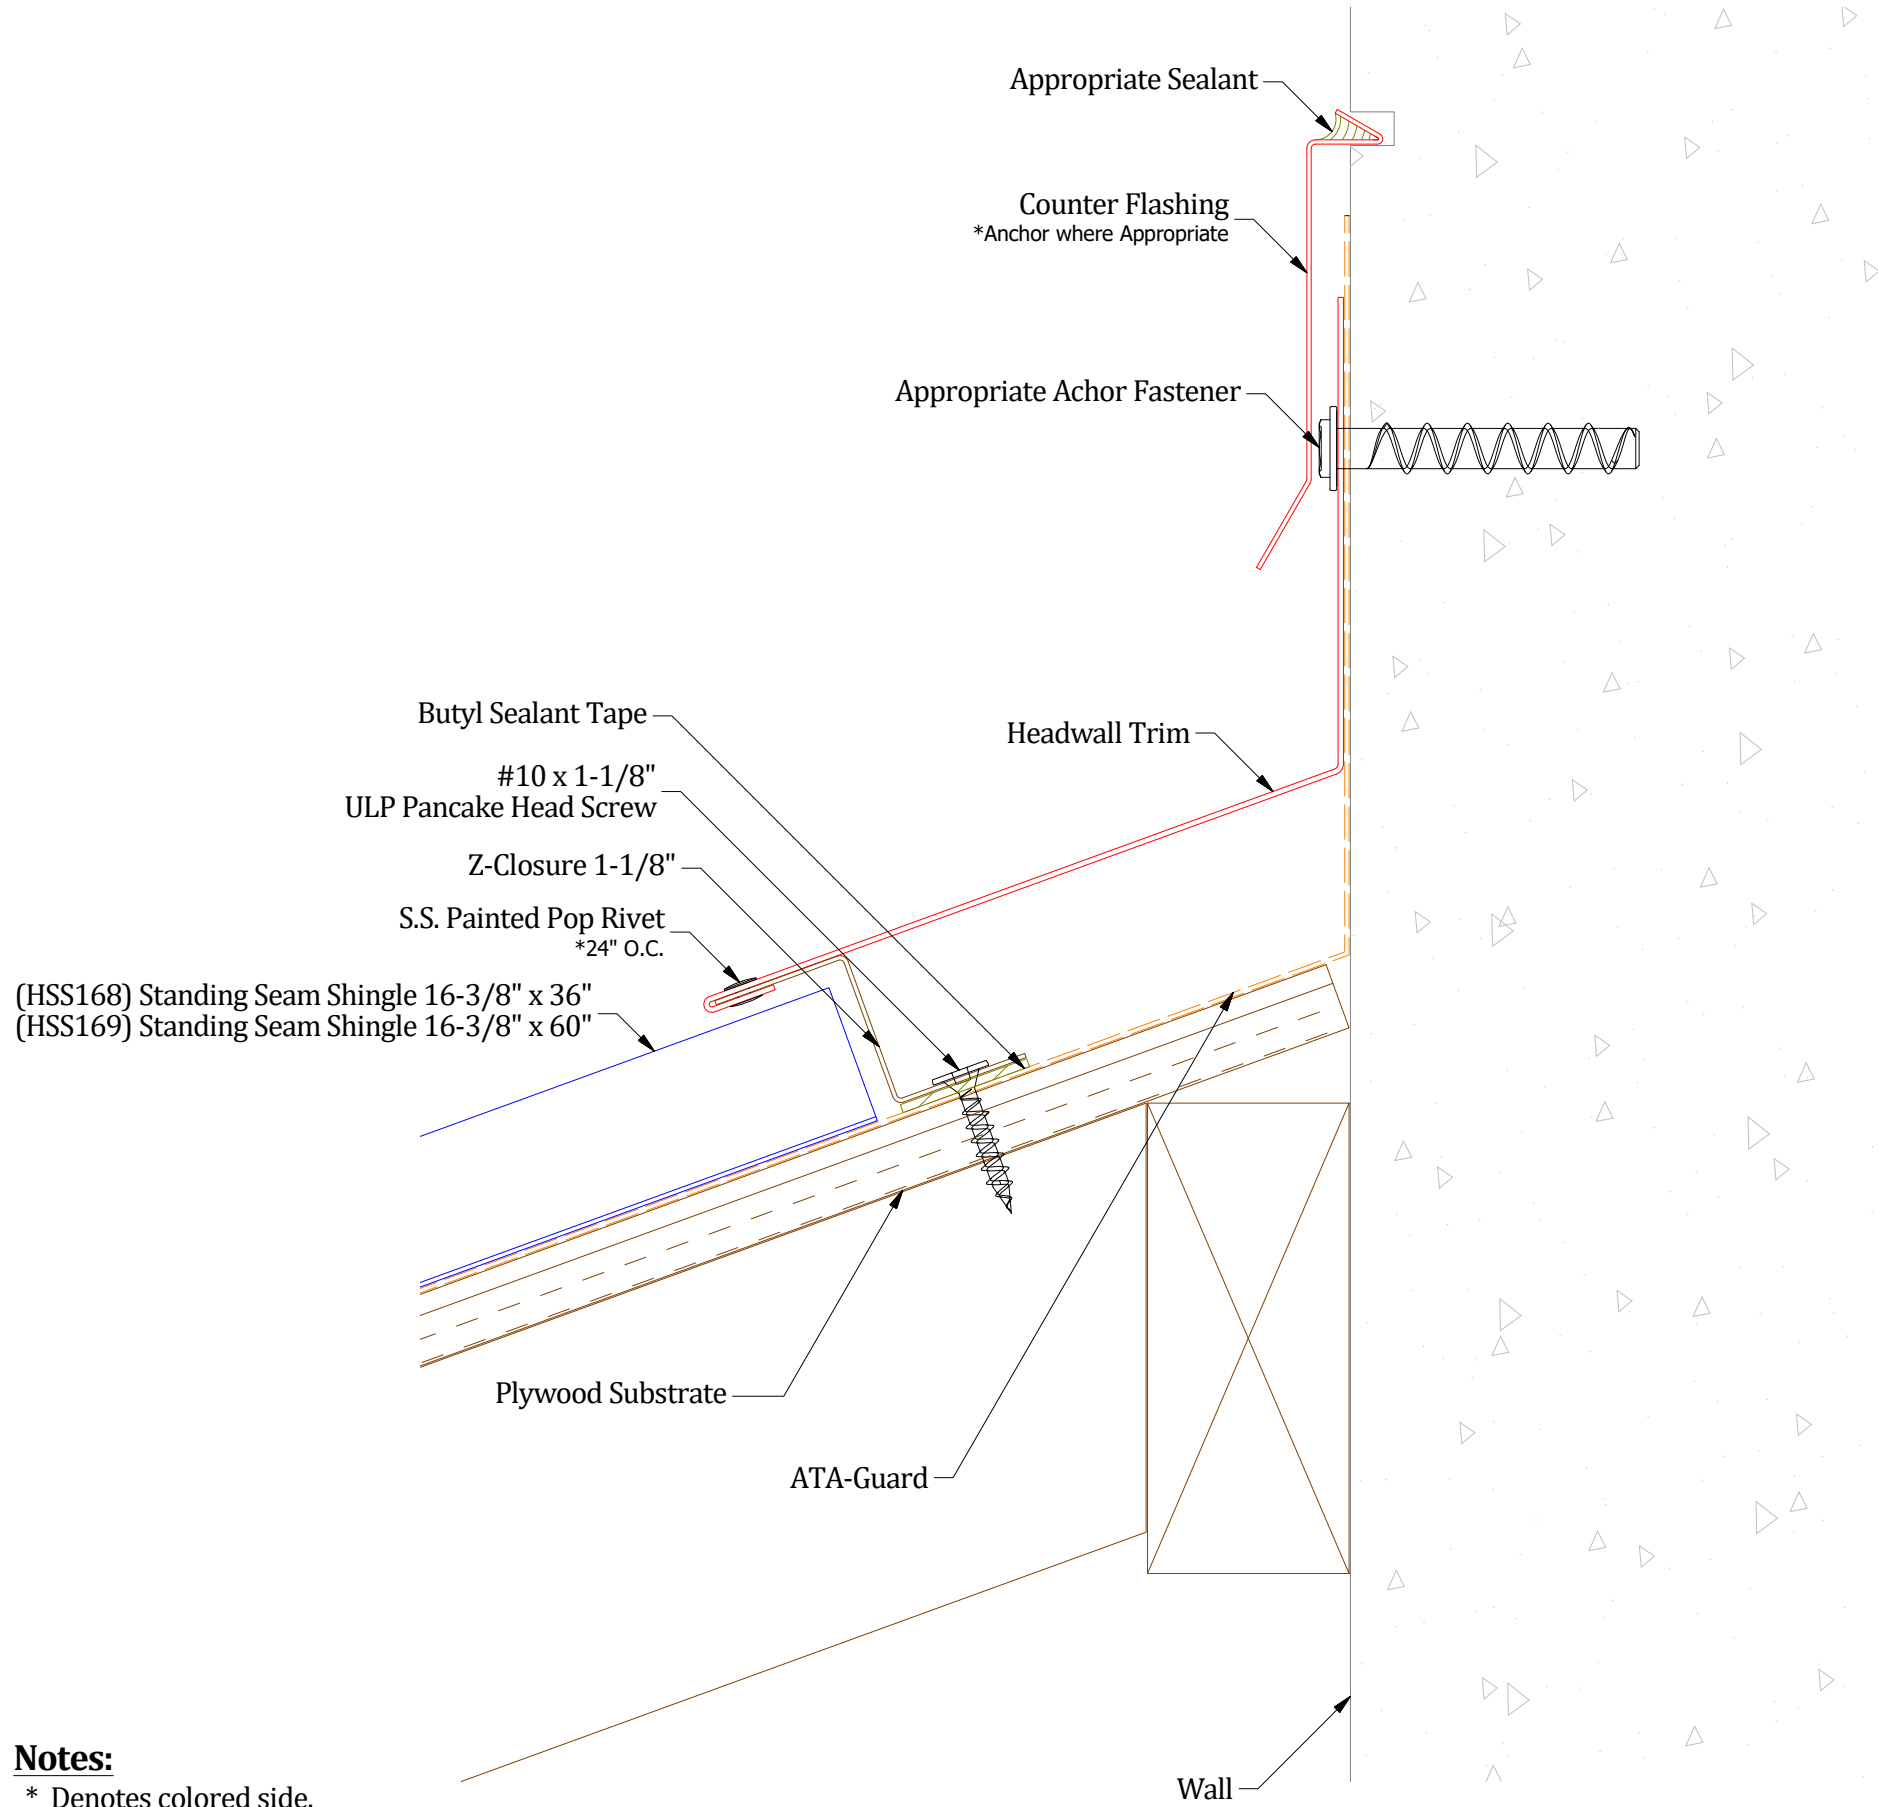 Appropriate Sealant
Counter Flashing
*Anchor where Appropriate
Appropriate Achor Fastener
Butyl Sealant Tape
Headwall Trim
#10 x 1-1/8"
ULP Pancake Head Screw
Z-Closure 1-1/8"
S.S. Painted Pop Rivet
*24" O.C.
(HSS168) Standing Seam Shingle 16-3/8" x 36"
(HSS169) Standing Seam Shingle 16-3/8" x 60"
Plywood Substrate
ATA-Guard
Wall
Notes:
* Denotes colored side.